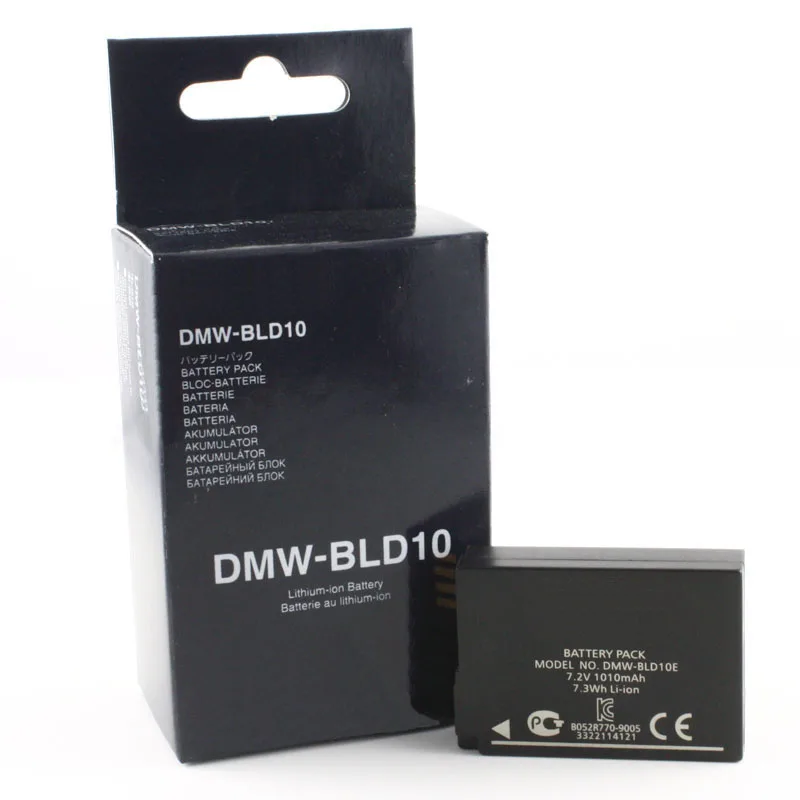 DMW-BLD10
DMW-BLD10
バッテリーパック
BATTERY PACK
BLOC-BATTERIE
BATTERIE
BATERIA
BATTERIA
AKUMULÁTOR
AKUMULATOR
AKKUMULÁTOR
БАТАРЕЙНЫЙ БЛОК
БАТАРЕЙНИЙ БЛОК
DMW-BLD10
Lithium-ion Battery
Batterie au lithium-ion
BATTERY PACK
MODEL NO. DMW-BLD10E
7.2V 1010mAh
7.3Wh Li-ion
B052R770-9005
3322114121